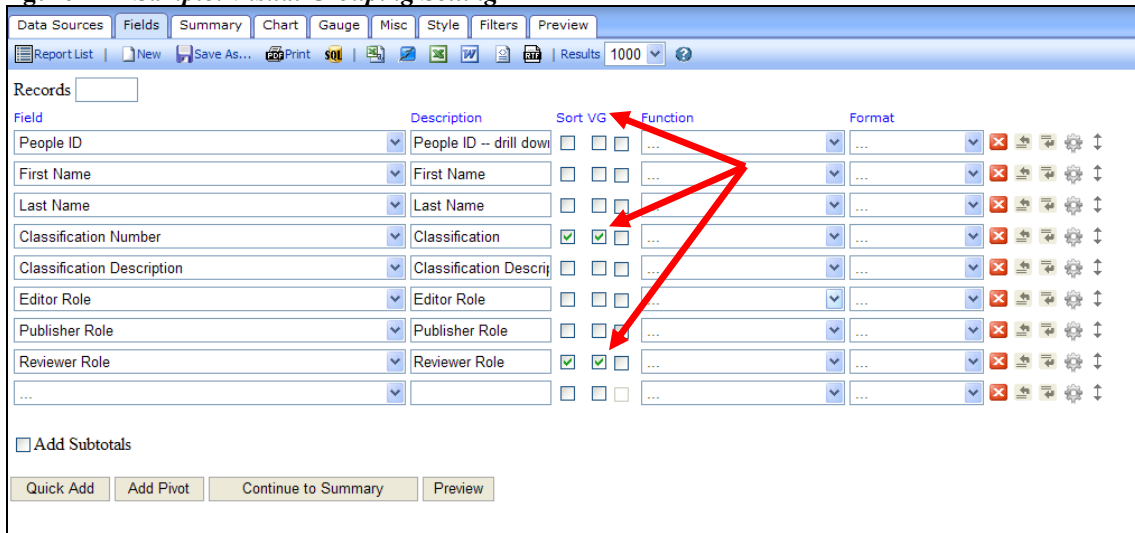 Data Sources Fields Summary Chart Gauge Misc Style Filters Preview
Report List | New Save As... Print SQL | | Results 1000
Records
Field Description Sort VG Function Format
People ID People ID -- drill dow ... ...
First Name First Name ... ...
Last Name Last Name ... ...
Classification Number Classification ... ...
Classification Description Classification Descri ... ...
Editor Role Editor Role ... ...
Publisher Role Publisher Role ... ...
Reviewer Role Reviewer Role ... ...
... ... ...
Add Subtotals
Quick Add Add Pivot Continue to Summary Preview